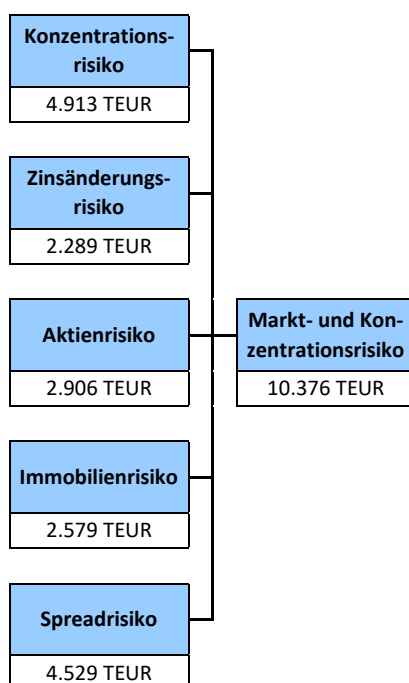 Konzentrations-
risiko
4.913 TEUR
Zinsänderungs-
risiko
2.289 TEUR
Aktienrisiko
2.906 TEUR
Markt- und Kon-
zentrationsrisiko
10.376 TEUR
Immobilienrisiko
2.579 TEUR
Spreadrisiko
4.529 TEUR